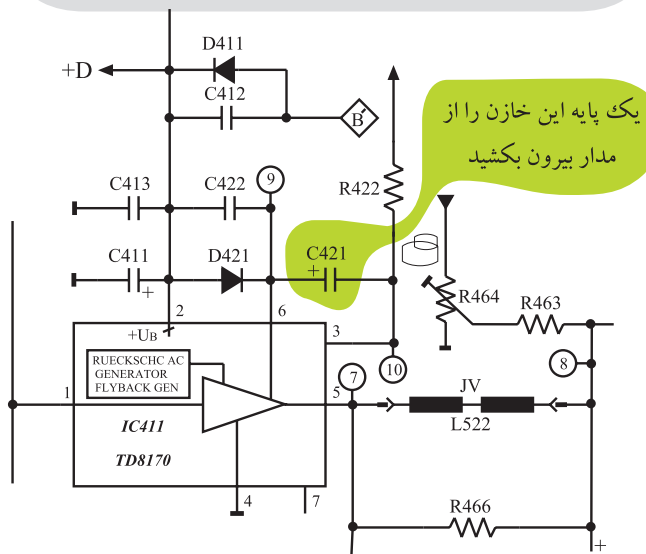 D411
+D
C412
B'
یک پایه این خازن را از
مدار بیرون بکشید
9
C413
C422
R422
C411
+
D421
+
C421
R464
R463
2
6
+UB
3
RUECKSCHC AC
GENERATOR
FLYBACK GEN
10
8
7
1
5
JV
IC411
L522
TD8170
4
7
R466
+